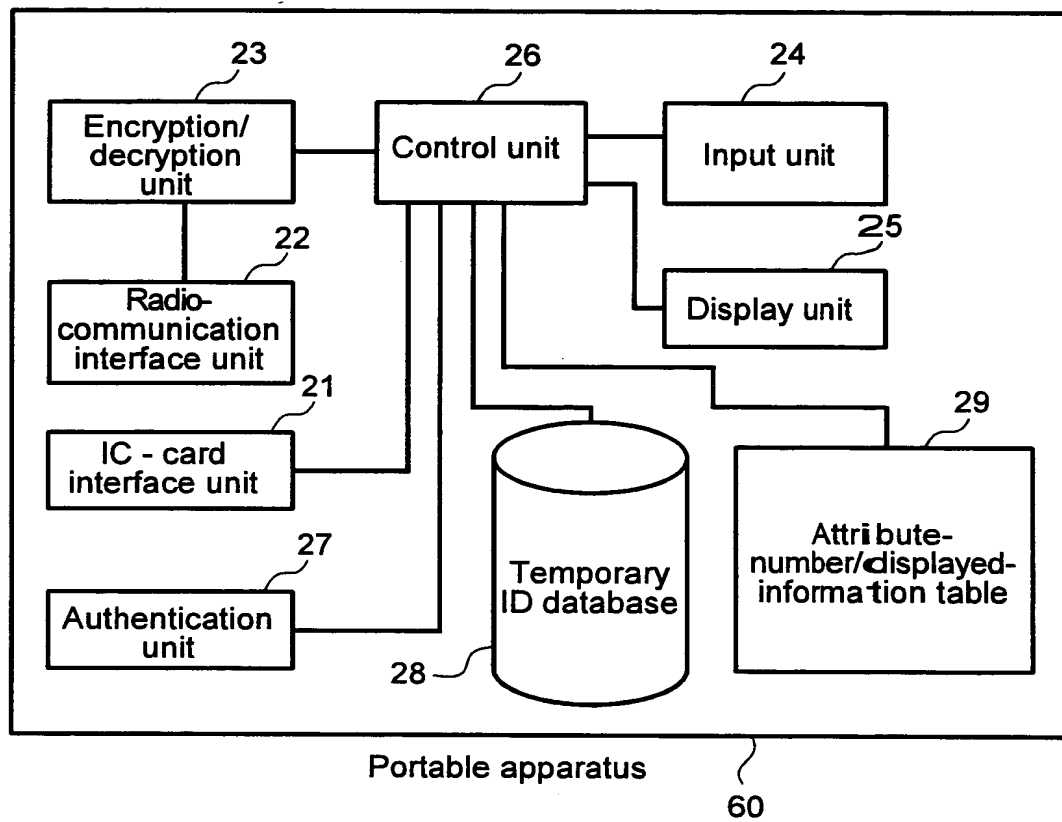 23
26
24
Encryption/
decryption
unit
Control unit
Input unit
22
25
Radio-
communication
interface unit
Display unit
21
29
IC - card
interface unit
27
Authentication
unit
Temporary
ID database
28
Attribute-
number/displayed-
information table
Portable apparatus
60